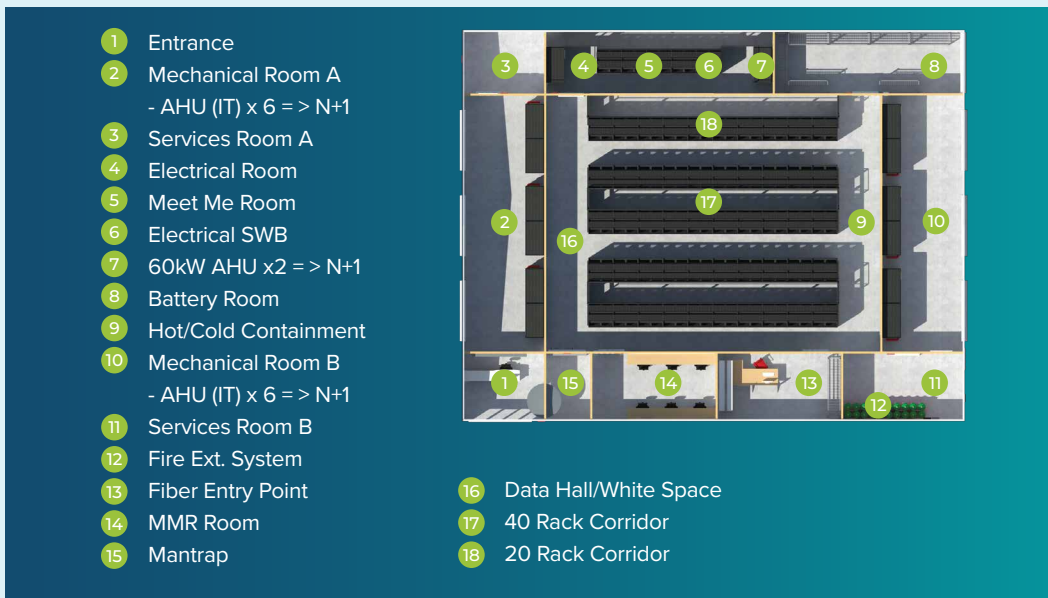 1 Entrance
2 Mechanical Room A
- AHU (IT) x 6 = > N+1
3 Services Room A
4 Electrical Room
5 Meet Me Room
6 Electrical SWB
7 60kW AHU x2 = > N+1
8 Battery Room
9 Hot/Cold Containment
10 Mechanical Room B
- AHU (IT) x 6 = > N+1
11 Services Room B
12 Fire Ext. System
13 Fiber Entry Point
14 MMR Room
15 Mantrap
16 Data Hall/White Space
17 40 Rack Corridor
18 20 Rack Corridor
3 4 5 6 7 8
18
17
2 16 9 10
1 15 14 13 11
12